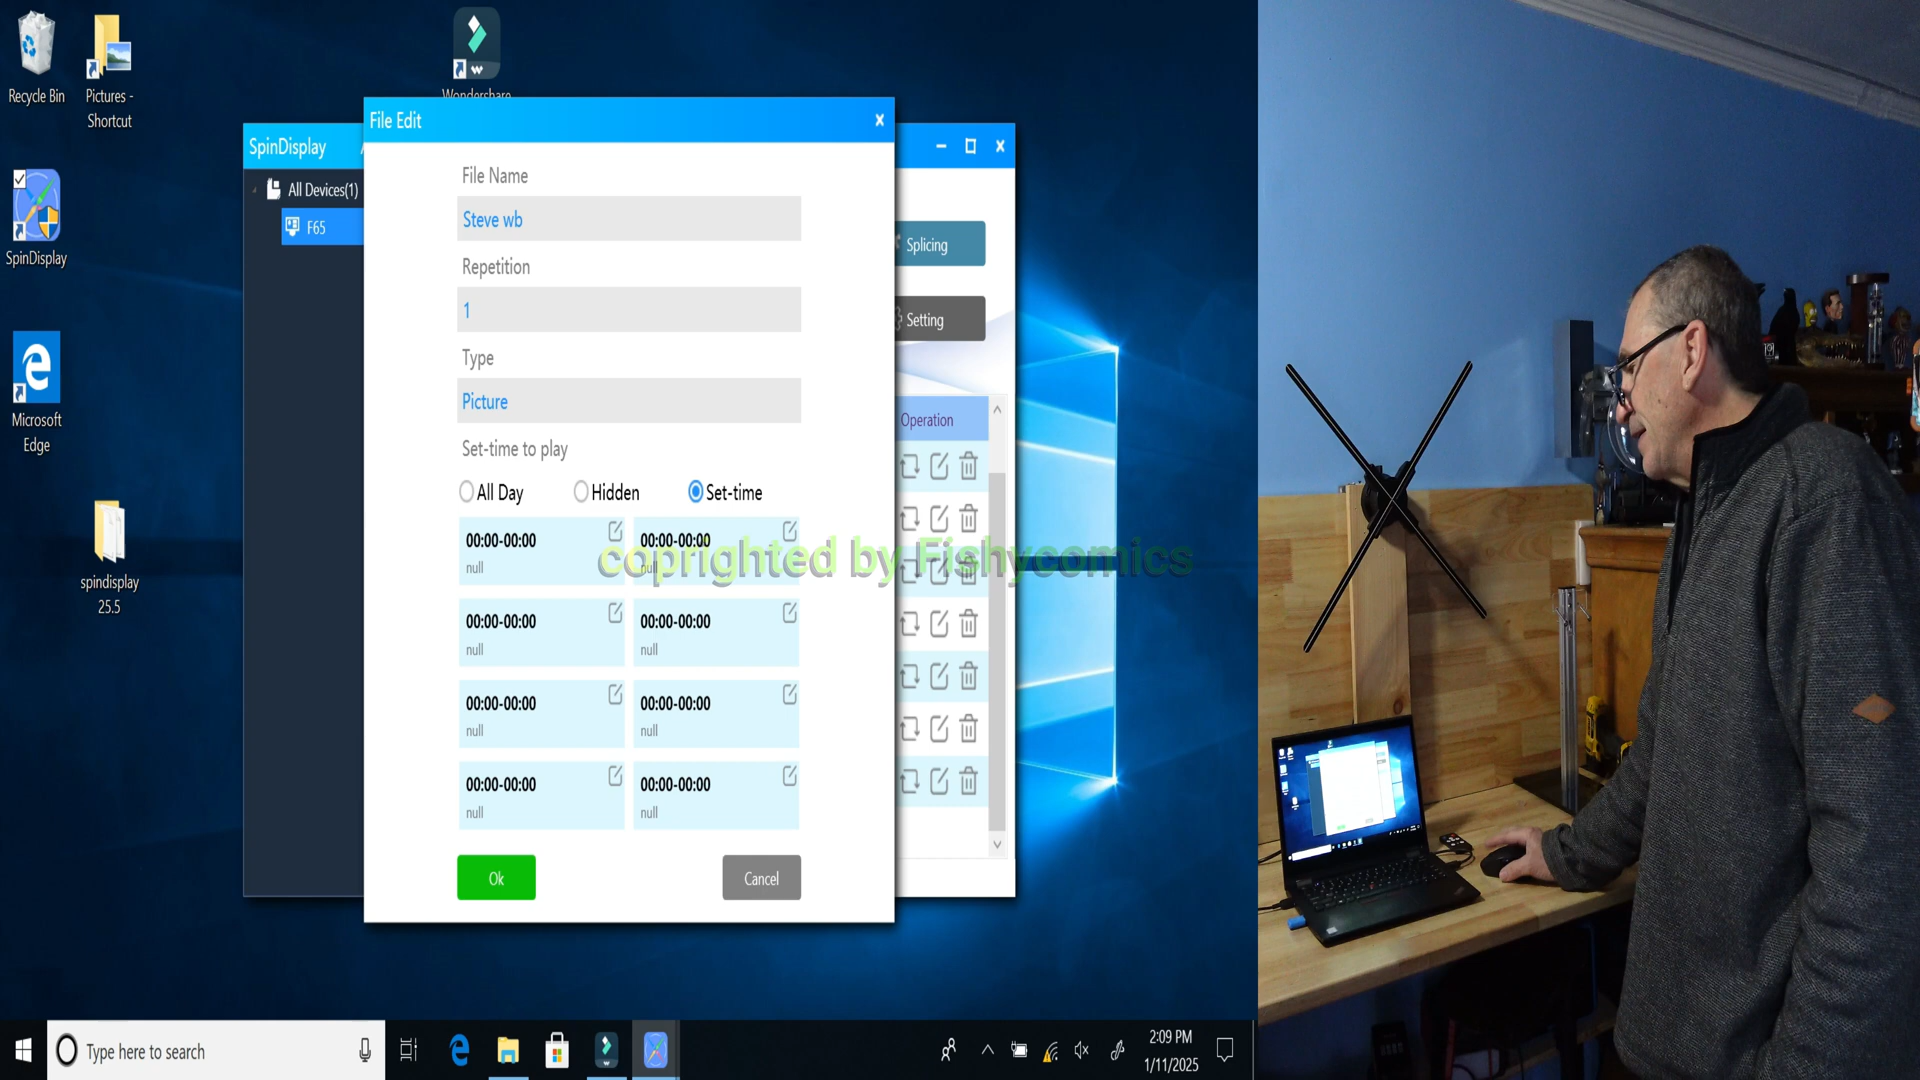 Recycle Bin
Pictures -
Shortcut
Wondershare
SpinDisplay
Microsoft
Edge
spindisplay
25.5
SpinDisplay
All Devices(1)
F65
File Edit
File Name
Steve wb
Repetition
1
Type
Picture
Set-time to play
All Day
Hidden
Set-time
00:00-00:00
null
00:00-00:00
null
00:00-00:00
null
00:00-00:00
null
00:00-00:00
null
00:00-00:00
null
00:00-00:00
null
00:00-00:00
null
Ok
Cancel
Splicing
Setting
Operation
coprighted by Fishycomics
Type here to search
2:09 PM
1/11/2025